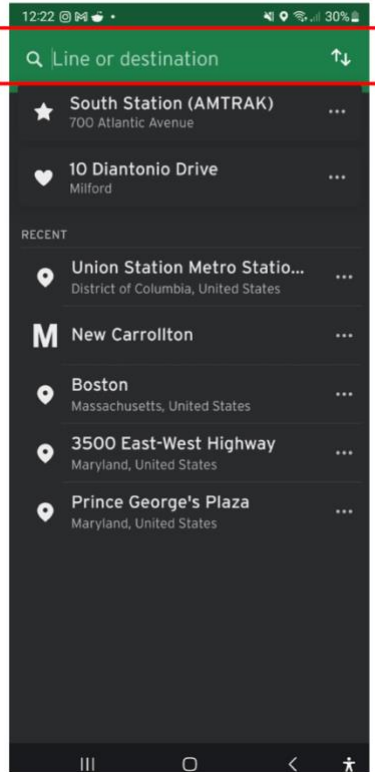 12:22 30%
Line or destination
South Station (AMTRAK)
700 Atlantic Avenue
10 Diantonio Drive
Milford
RECENT
Union Station Metro Statio...
District of Columbia, United States
M New Carrollton
Boston
Massachusetts, United States
3500 East-West Highway
Maryland, United States
Prince George's Plaza
Maryland, United States